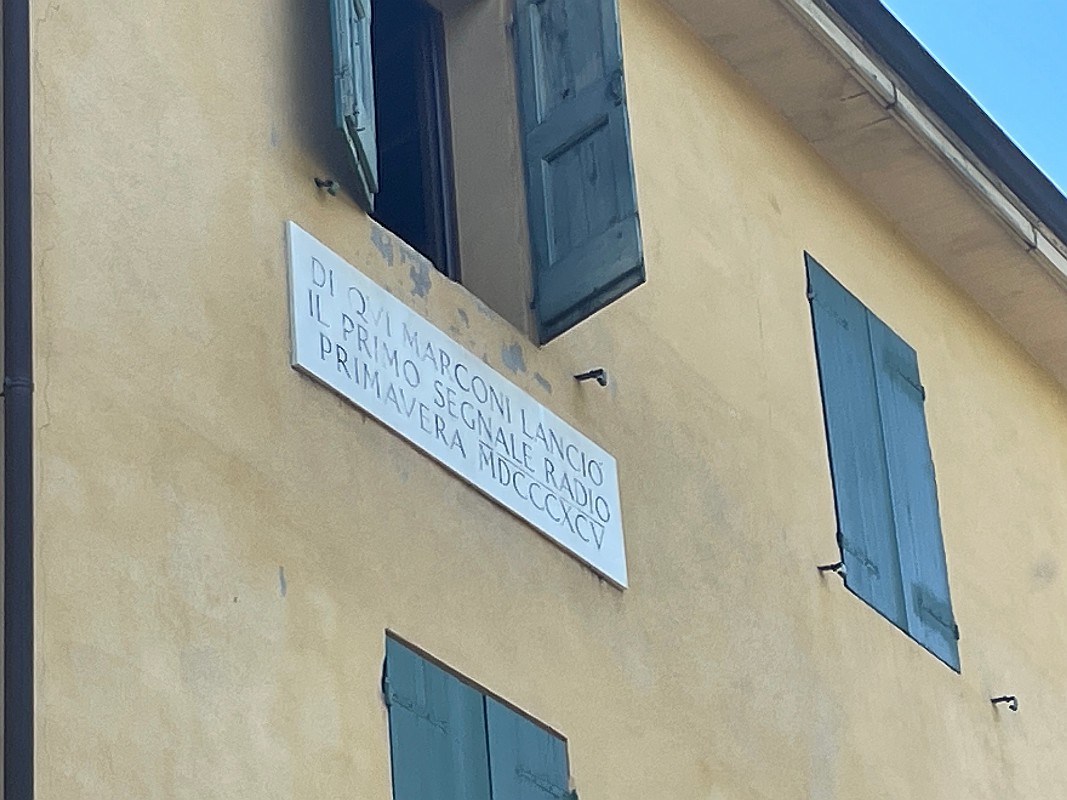 DI QVI MARCONI LANCIÒ
IL PRIMO SEGNALE RADIO
PRIMAVERA MDCCCXCV